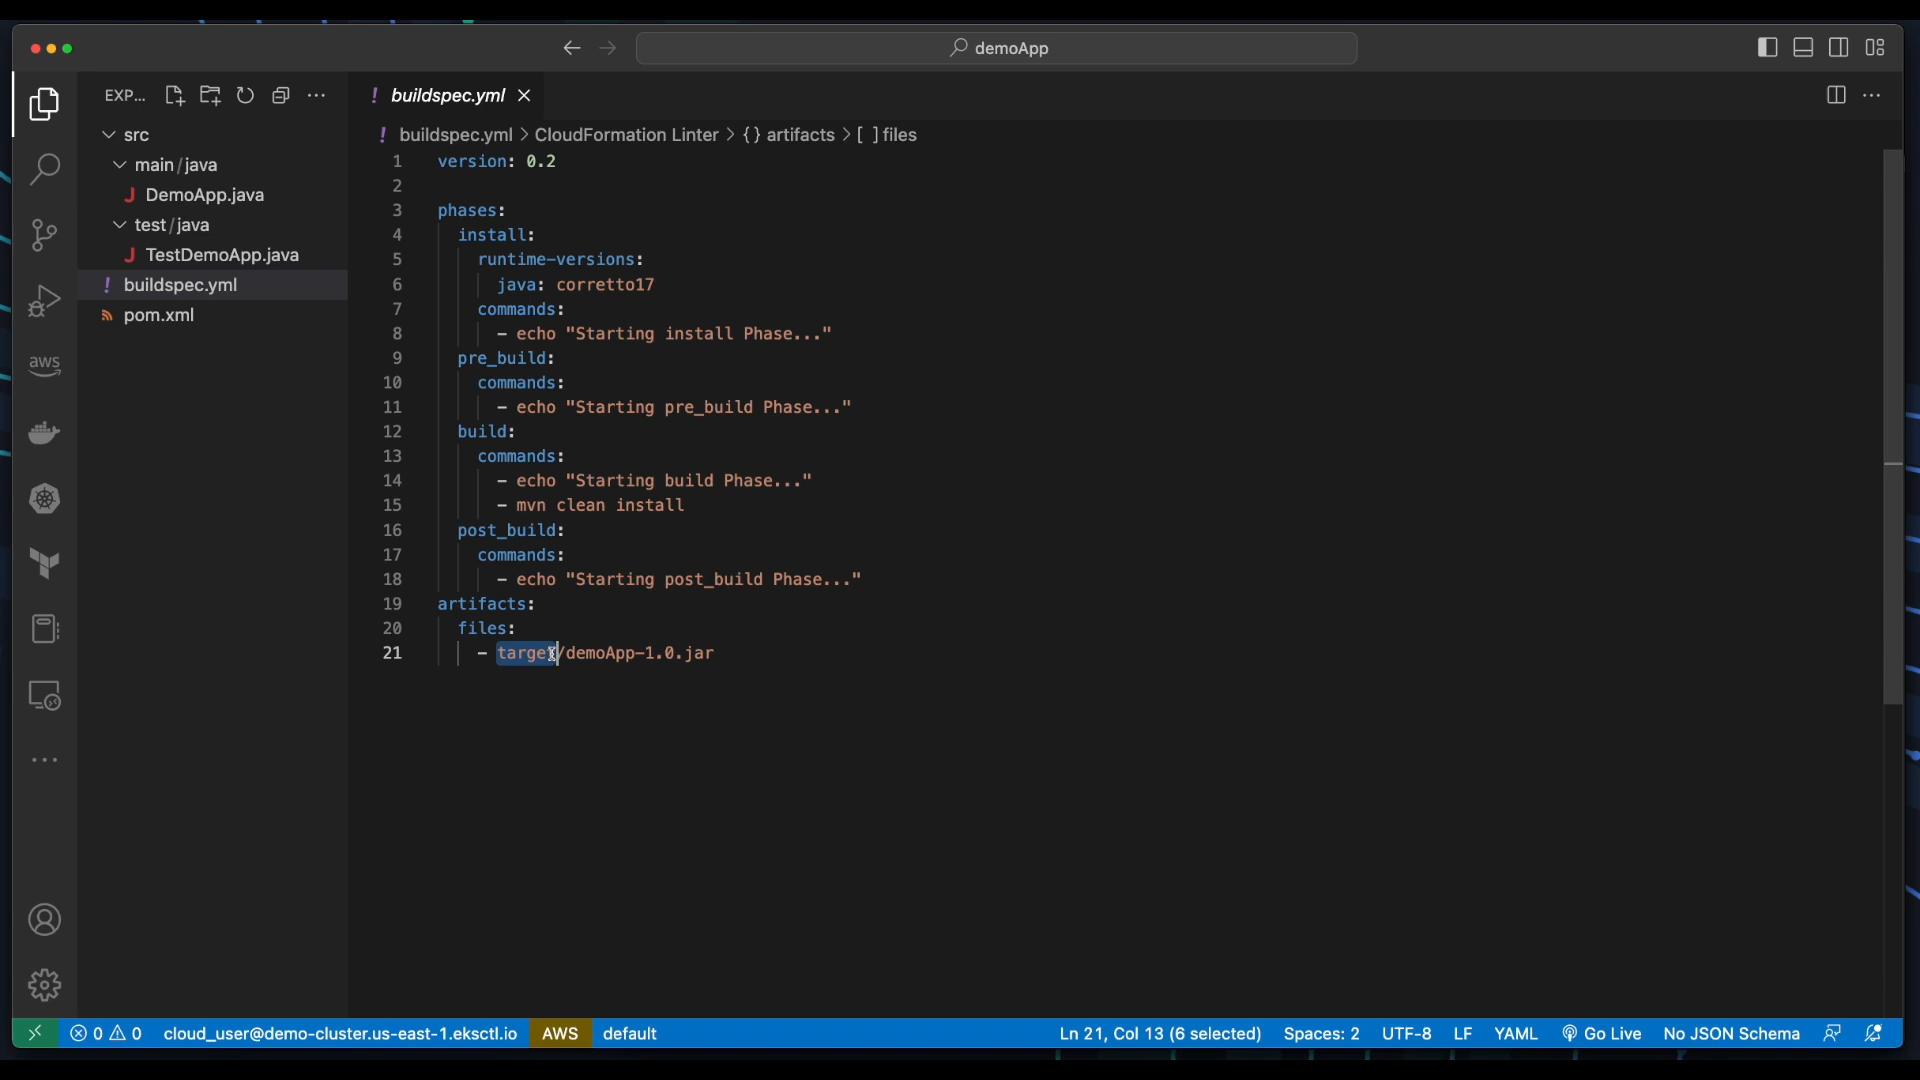 demoApp
EXP...
buildspec.yml
src
buildspec.yml > CloudFormation Linter > {} artifacts > [ ] files
main/java
DemoApp.java
test/java
TestDemoApp.java
buildspec.yml
pom.xml
aws
1 version: 0.2
2
3 phases:
4 install:
5 runtime-versions:
6 java: corretto17
7 commands:
8 - echo "Starting install Phase..."
9 pre_build:
10 commands:
11 - echo "Starting pre_build Phase..."
12 build:
13 commands:
14 - echo "Starting build Phase..."
15 - mvn clean install
16 post_build:
17 commands:
18 - echo "Starting post_build Phase..."
19 artifacts:
20 files:
21 - target/demoApp-1.0.jar
0 0 cloud_user@demo-cluster.us-east-1.eksctl.io AWS default Ln 21, Col 13 (6 selected) Spaces: 2 UTF-8 LF YAML Go Live No JSON Schema